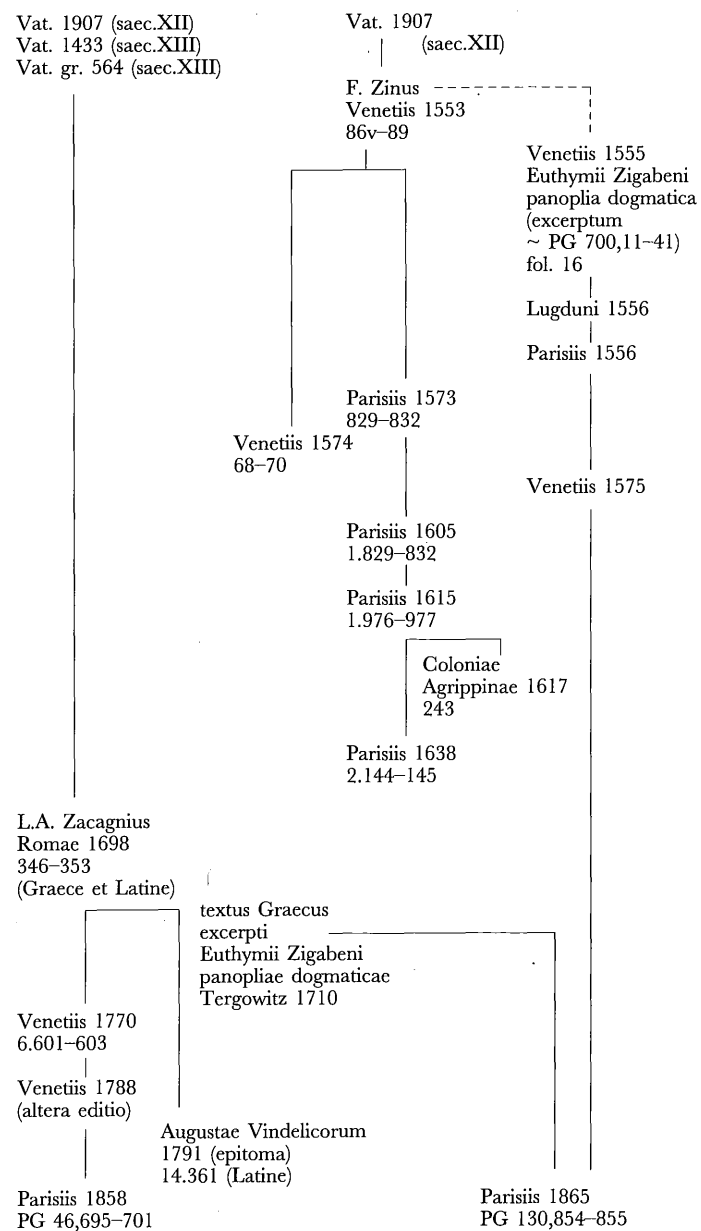 Vat. 1907 (saec.XII)
Vat. 1433 (saec.XIII)
Vat. gr. 564 (saec.XIII)
Vat. 1907
(saec.XII)
F. Zinus
Venetiis 1553
86v–89
Venetiis 1555
Euthymii Zigabeni
panoplia dogmatica
(excerptum
~ PG 700,11–41)
fol. 16
Lugduni 1556
Parisiis 1556
Parisiis 1573
829–832
Venetiis 1574
68–70
Venetiis 1575
Parisiis 1605
1.829–832
Parisiis 1615
1.976–977
Coloniae
Agrippinae 1617
243
Parisiis 1638
2.144–145
L.A. Zacagnius
Romae 1698
346–353
(Graece et Latine)
textus Graecus
excerpti
Euthymii Zigabeni
panopliae dogmaticae
Tergowitz 1710
Venetiis 1770
6.601–603
Venetiis 1788
(altera editio)
Augustae Vindelicorum
1791 (epitoma)
14.361 (Latine)
Parisiis 1858
PG 46,695–701
Parisiis 1865
PG 130,854–855